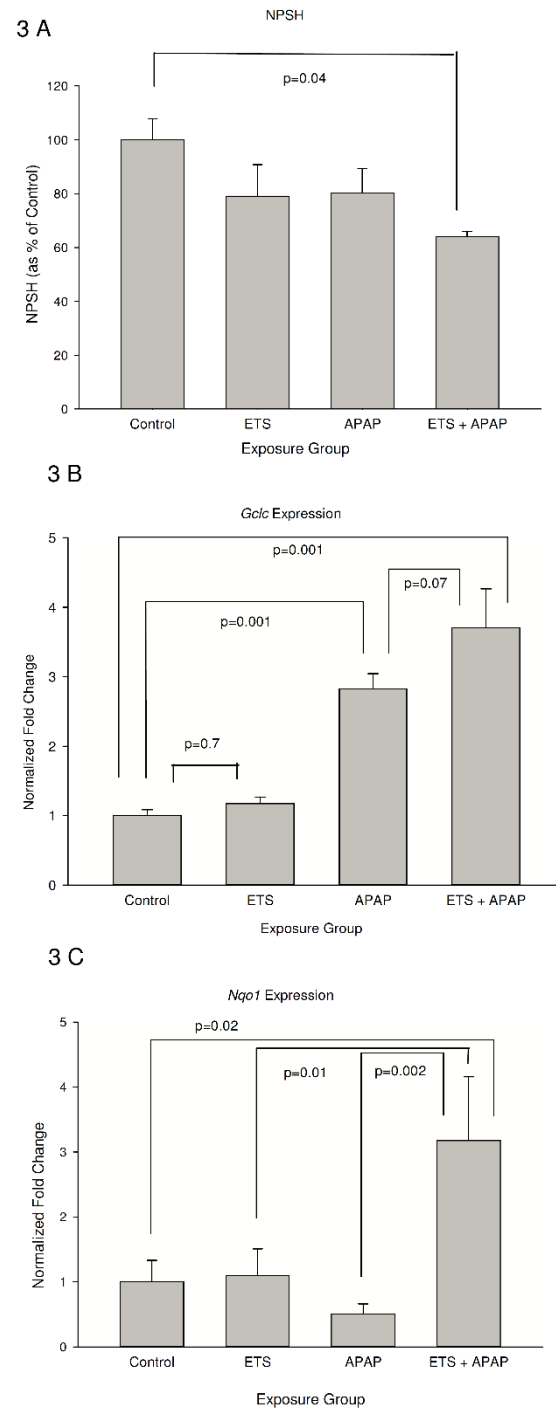 3 A
NPSH
p=0.04
120
100
80
60
40
20
0
NPSH (as % of Control)
Control ETS APAP ETS + APAP
Exposure Group
3 B
Gclc Expression
p=0.001
p=0.07
p=0.001
p=0.7
5
4
3
2
1
0
Normalized Fold Change
Control ETS APAP ETS + APAP
Exposure Group
3 C
Nqo1 Expression
p=0.02
p=0.01 p=0.002
5
4
3
2
1
0
Normalized Fold Change
Control ETS APAP ETS + APAP
Exposure Group